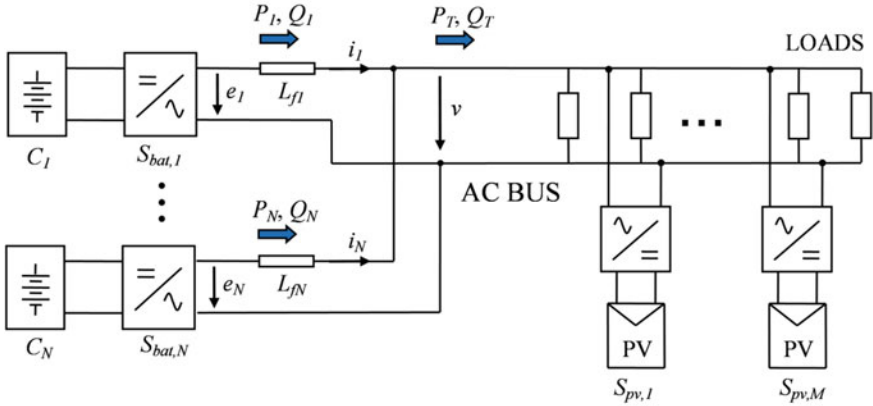 P1, Q1
PT, QT
i1
LOADS
e1
Lf1
v
C1
Sbat,1
AC BUS
PN, QN
iN
eN
LfN
CN
Sbat,N
PV
PV
Spv,1
Spv,M